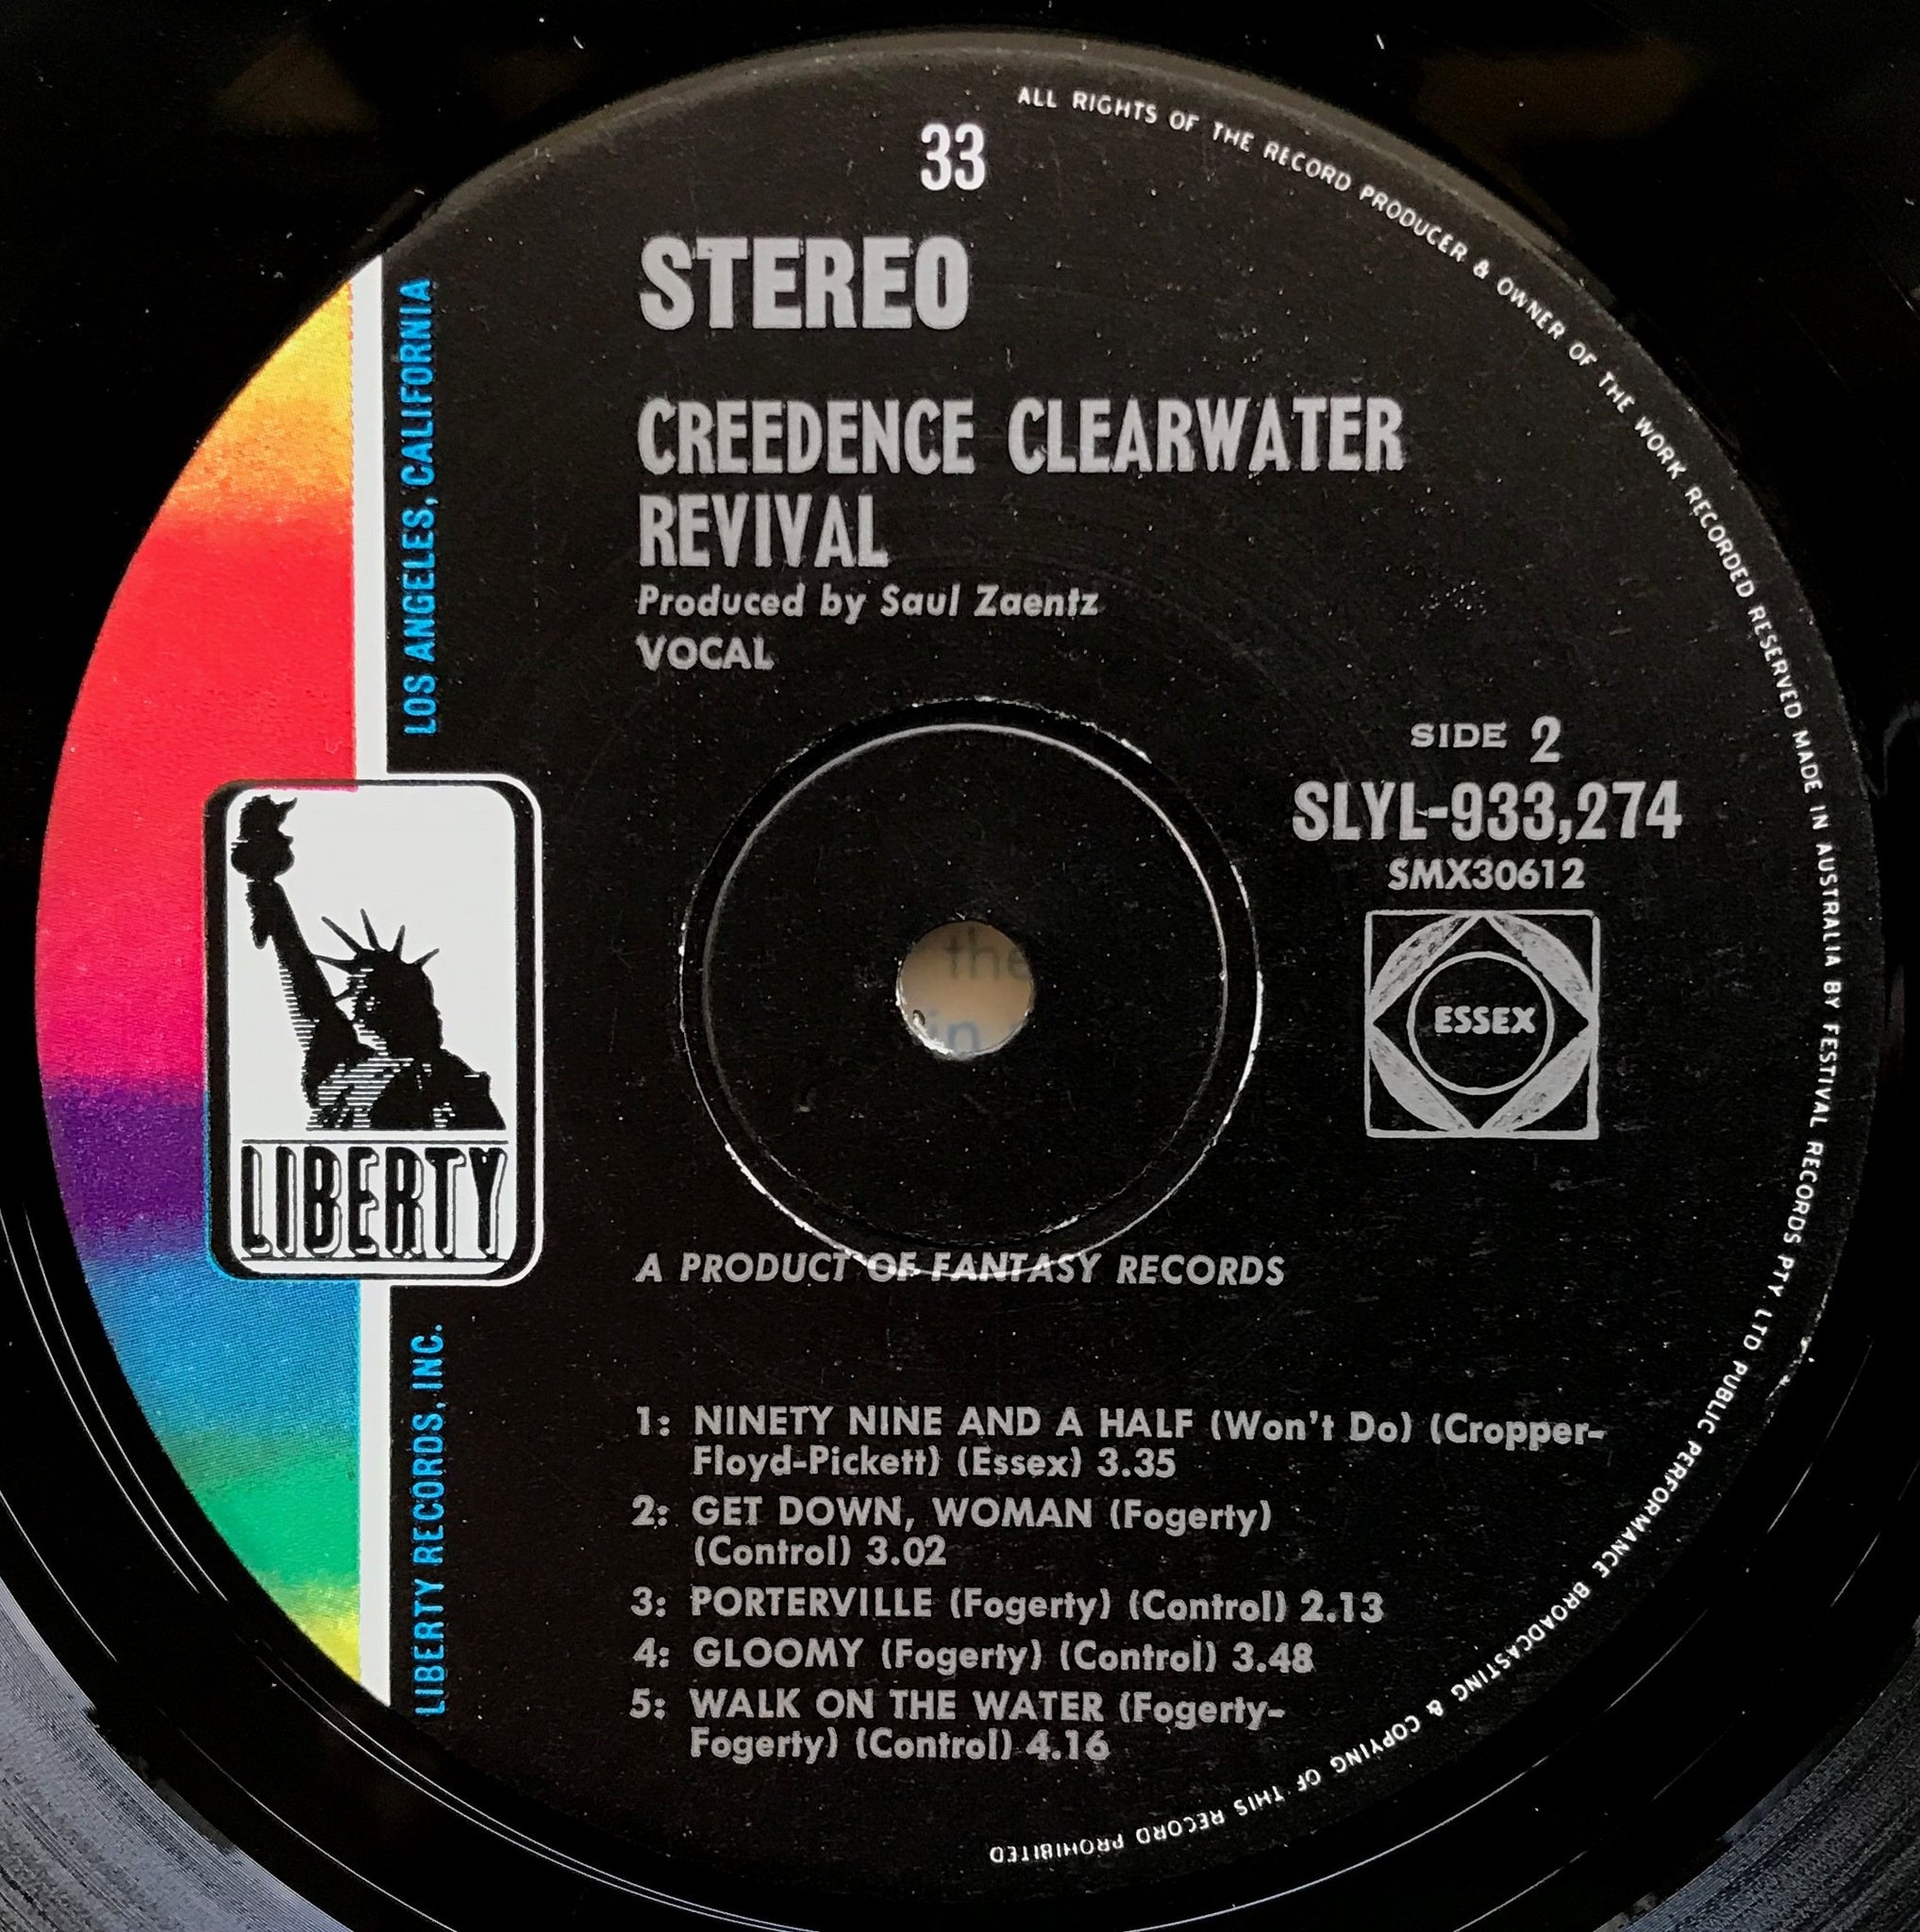 33
STEREO
CREEDENCE CLEARWATER
REVIVAL
Produced by Saul Zaentz
VOCAL
SIDE 2
SLYL-933,274
SMX30612
ESSEX
LOS ANGELES, CALIFORNIA
LIBERTY
LIBERTY RECORDS, INC.
the
in
A PRODUCT OF FANTASY RECORDS
1: NINETY NINE AND A HALF (Won't Do) (Cropper-
Floyd-Pickett) (Essex) 3.35
2: GET DOWN, WOMAN (Fogerty)
(Control) 3.02
3: PORTERVILLE (Fogerty) (Control) 2.13
4: GLOOMY (Fogerty) (Control) 3.48
5: WALK ON THE WATER (Fogerty-
Fogerty) (Control) 4.16
ALL RIGHTS OF THE RECORD PRODUCER & OWNER OF THE WORK RECORDED RESERVED MADE IN AUSTRALIA BY FESTIVAL RECORDS PTY. LTD PUBLIC PERFORMANCE BROADCASTING & COPYING OF THIS RECORD PROHIBITED